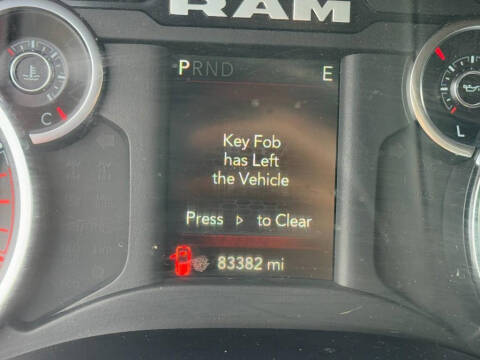 RAM
PRND E
C
Key Fob
has Left
the Vehicle
Press ▷ to Clear
L
83382 mi